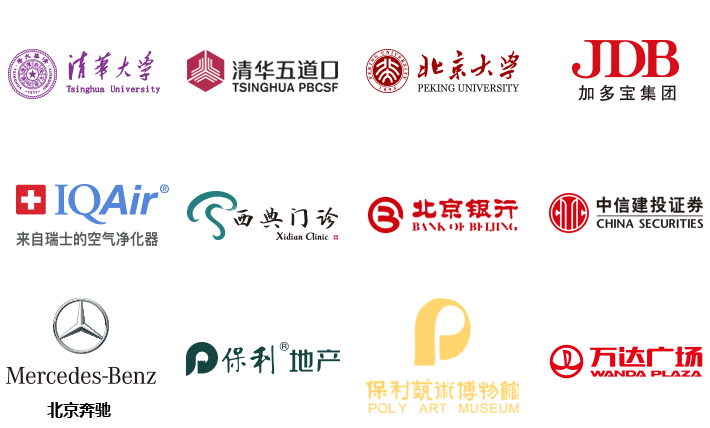 清華大学
Tsinghua University
清华五道口
TSINGHUA PBCSF
北京大学
PEKING UNIVERSITY
JDB
加多宝集团
IQAir®
来自瑞士的空气净化器
西典门诊
Xidian Clinic
北京银行
BANK OF BEIJING
中信建投证券
CHINA SECURITIES
Mercedes-Benz
北京奔驰
保利®地产
保利藝術博物館
POLY ART MUSEUM
万达广场
WANDA PLAZA